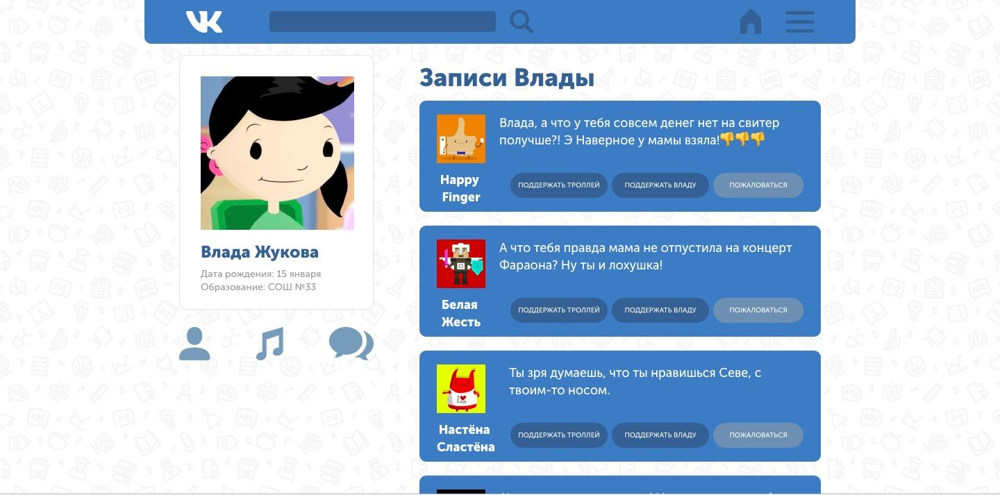 VK
Влада Жукова
Дата рождения: 15 января
Образование: СОШ №33
Записи Влады
Влада, а что у тебя совсем денег нет на свитер
получше?! Э Наверное у мамы взяла!👎👎👎
Happy
Finger
ПОДДЕРЖАТЬ ТРОЛЛЕЙ
ПОДДЕРЖАТЬ ВЛАДУ
ПОЖАЛОВАТЬСЯ
А что тебя правда мама не отпустила на концерт
Фараона? Ну ты и лохушка!
Белая
Жесть
ПОДДЕРЖАТЬ ТРОЛЛЕЙ
ПОДДЕРЖАТЬ ВЛАДУ
ПОЖАЛОВАТЬСЯ
Ты зря думаешь, что ты нравишься Севе, с
твоим-то носом.
Настёна
Сластёна
ПОДДЕРЖАТЬ ТРОЛЛЕЙ
ПОДДЕРЖАТЬ ВЛАДУ
ПОЖАЛОВАТЬСЯ